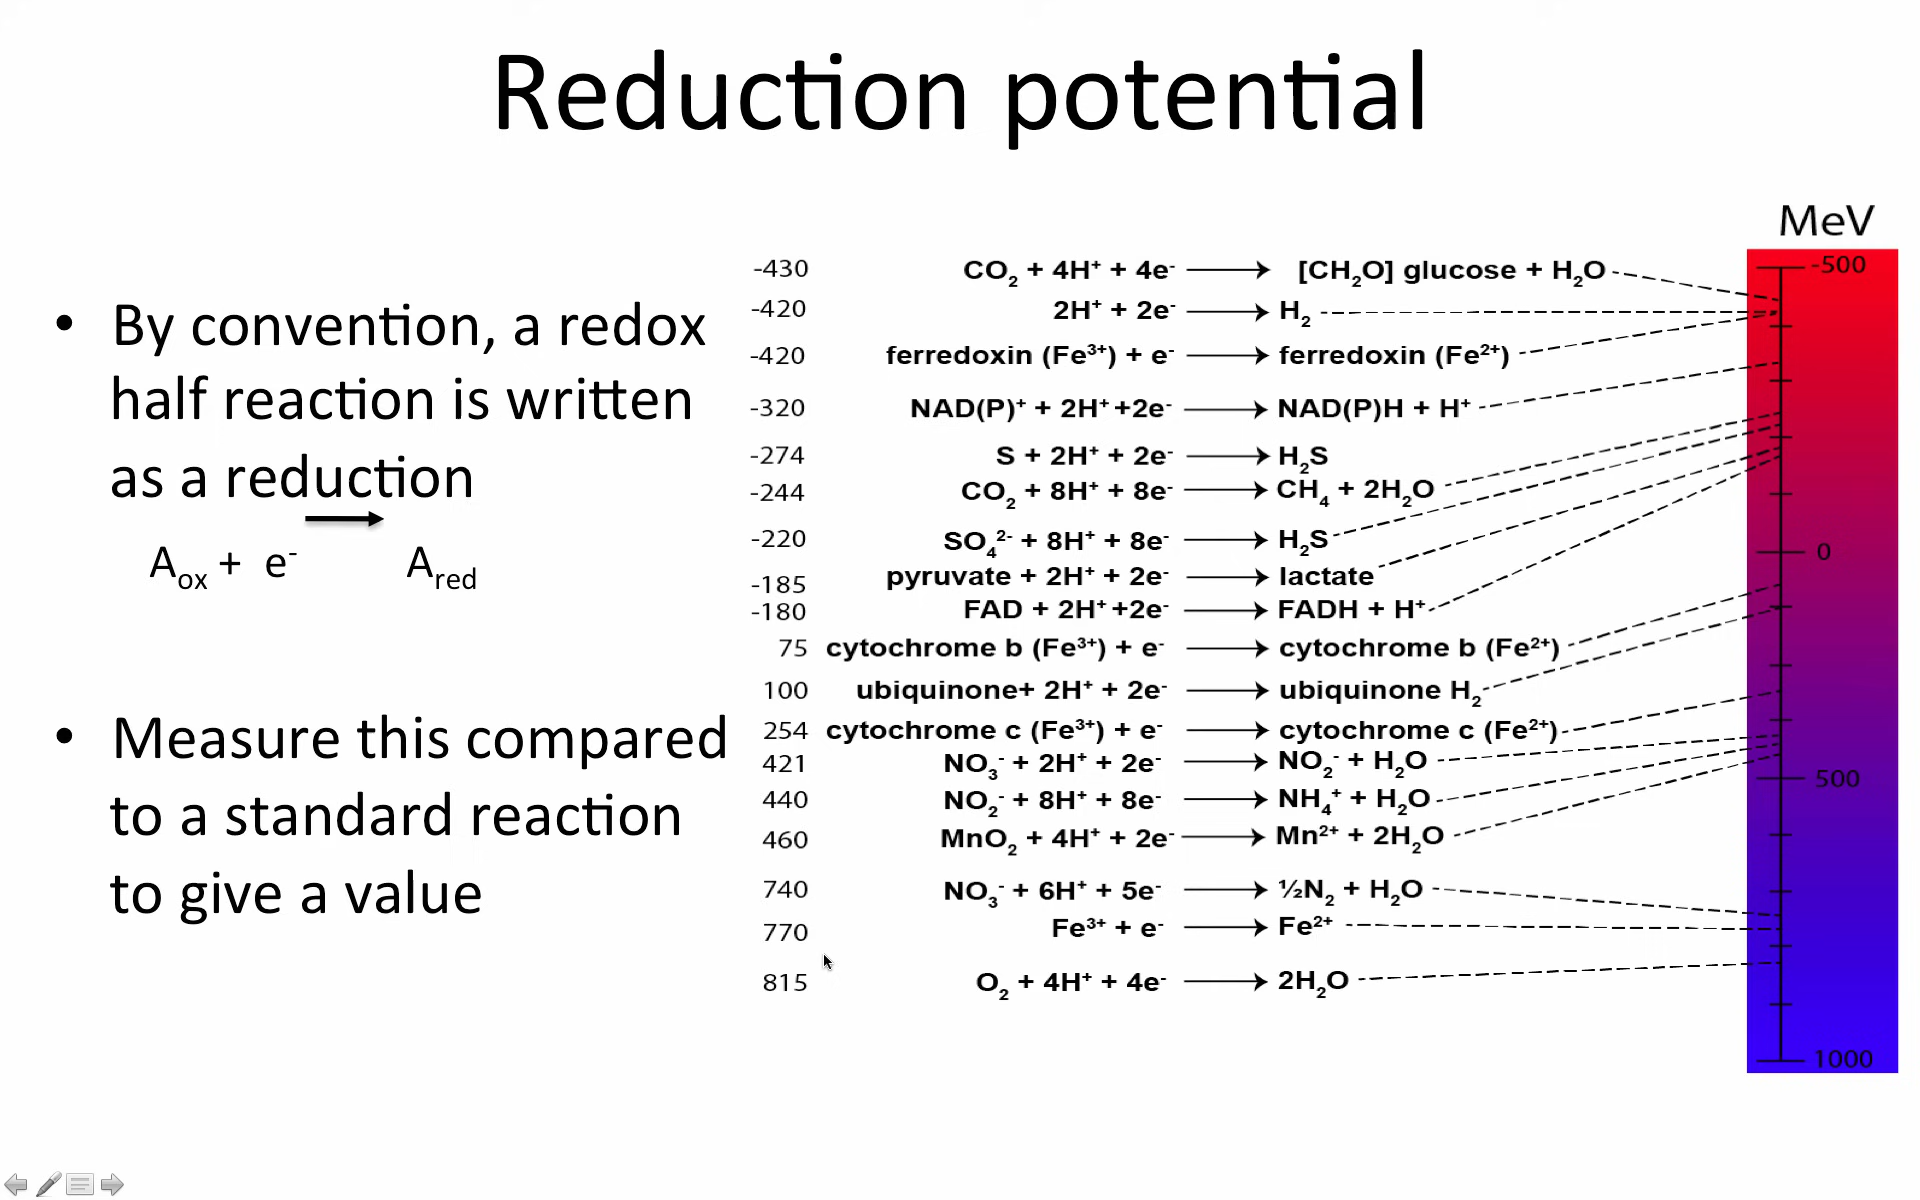 Reduction potential
• By convention, a redox
half reaction is written
as a reduction
Aox + e- Ared
• Measure this compared
to a standard reaction
to give a value
MeV
-430 CO2 + 4H+ + 4e- ⟶ [CH2O] glucose + H2O
-420 2H+ + 2e- ⟶ H2
-420 ferredoxin (Fe3+) + e- ⟶ ferredoxin (Fe2+)
-320 NAD(P)+ + 2H+ +2e- ⟶ NAD(P)H + H+
-274 S + 2H+ + 2e- ⟶ H2S
-244 CO2 + 8H+ + 8e- ⟶ CH4 + 2H2O
-220 SO42- + 8H+ + 8e- ⟶ H2S
-185 pyruvate + 2H+ + 2e- ⟶ lactate
-180 FAD + 2H+ +2e- ⟶ FADH + H+
75 cytochrome b (Fe3+) + e- ⟶ cytochrome b (Fe2+)
100 ubiquinone+ 2H+ + 2e- ⟶ ubiquinone H2
254 cytochrome c (Fe3+) + e- ⟶ cytochrome c (Fe2+)
421 NO3- + 2H+ + 2e- ⟶ NO2- + H2O
440 NO2- + 8H+ + 8e- ⟶ NH4+ + H2O
460 MnO2 + 4H+ + 2e- ⟶ Mn2+ + 2H2O
740 NO3- + 6H+ + 5e- ⟶ ½N2 + H2O
770 Fe3+ + e- ⟶ Fe2+
815 O2 + 4H+ + 4e- ⟶ 2H2O
-500
0
500
1000